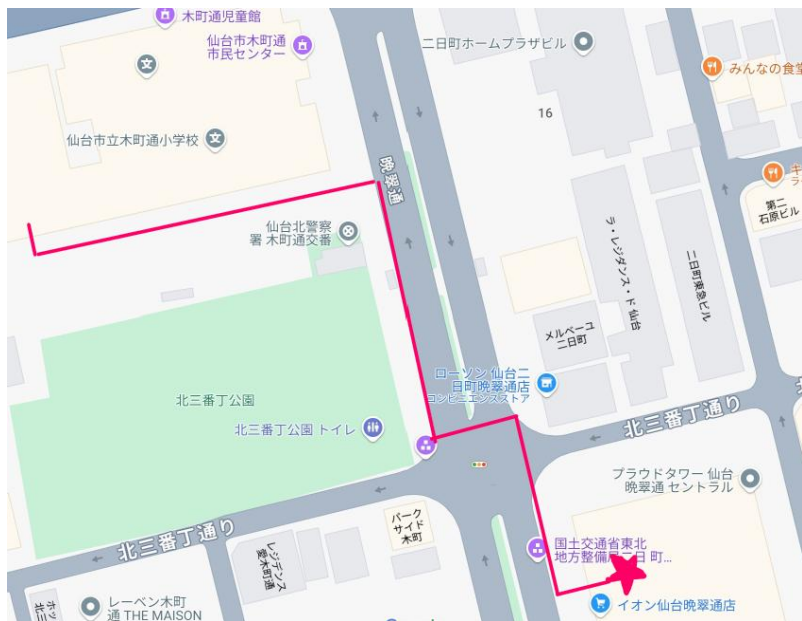 木町通児童館
仙台市木町通
市民センター
二日町ホームプラザビル
みんなの食堂
16
仙台市立木町通小学校
晩翠通
キ
ラ
第二
石原ビル
仙台北警察
署 木町通交番
ラ・レジダンス・ド 仙台
二日町東急ビル
メルベーユ
二日町
ローソン 仙台二
日町晩翠通店
コンビニエンスストア
北三番丁公園
北三番丁通り
北三番丁公園 トイレ
プラウドタワー 仙台
晩翠通 セントラル
パーク
サイド
木町
北三番丁通り
国土交通省東北
地方整備局二日 町...
レジデンス
愛木町通
レーベン木町
通 THE MAISON
イオン仙台晩翠通店
ホッ
北三